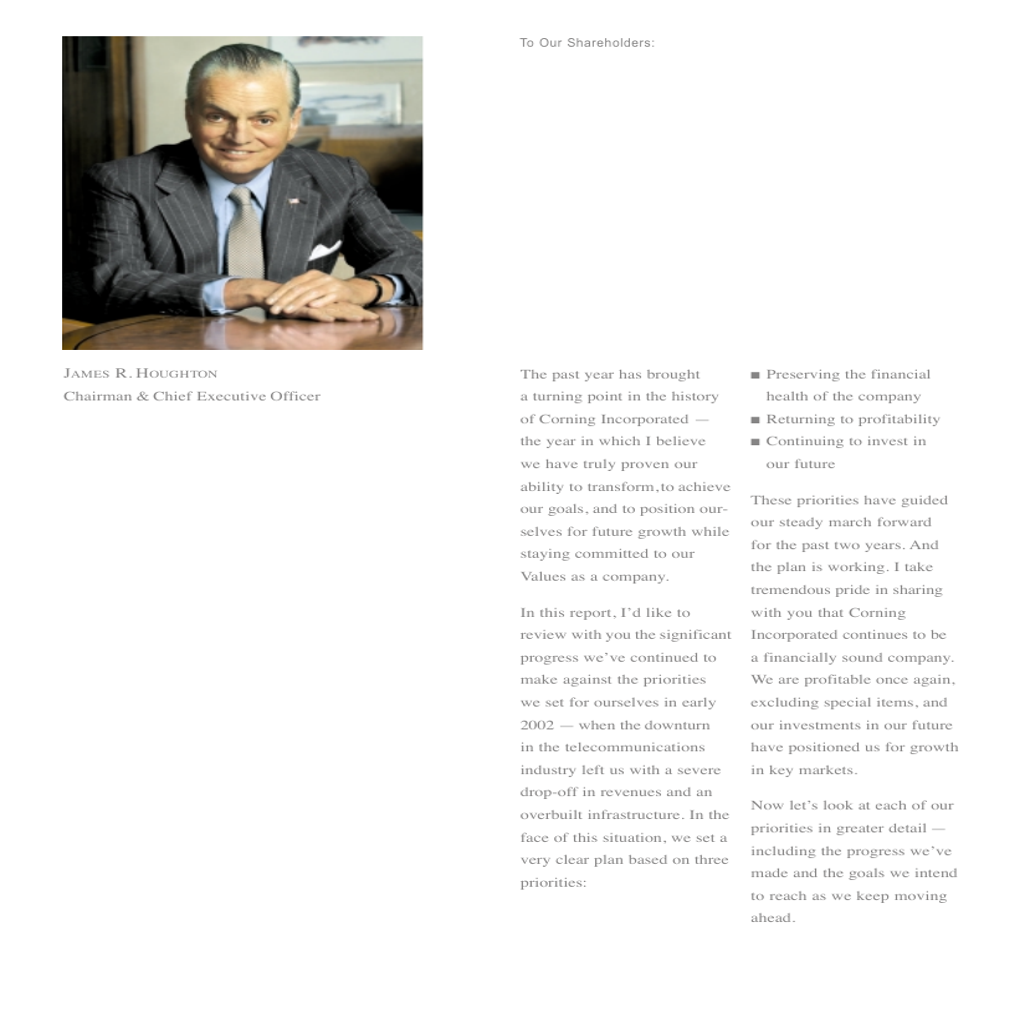 To Our Shareholders:
JAMES R. HOUGHTON
Chairman & Chief Executive Officer
The past year has brought
a turning point in the history
of Corning Incorporated —
the year in which I believe
we have truly proven our
ability to transform,to achieve
our goals, and to position our-
selves for future growth while
staying committed to our
Values as a company.
In this report, I’d like to
review with you the significant
progress we’ve continued to
make against the priorities
we set for ourselves in early
2002 — when the downturn
in the telecommunications
industry left us with a severe
drop-off in revenues and an
overbuilt infrastructure. In the
face of this situation, we set a
very clear plan based on three
priorities:
■ Preserving the financial
health of the company
■ Returning to profitability
■ Continuing to invest in
our future
These priorities have guided
our steady march forward
for the past two years. And
the plan is working. I take
tremendous pride in sharing
with you that Corning
Incorporated continues to be
a financially sound company.
We are profitable once again,
excluding special items, and
our investments in our future
have positioned us for growth
in key markets.
Now let’s look at each of our
priorities in greater detail —
including the progress we’ve
made and the goals we intend
to reach as we keep moving
ahead.